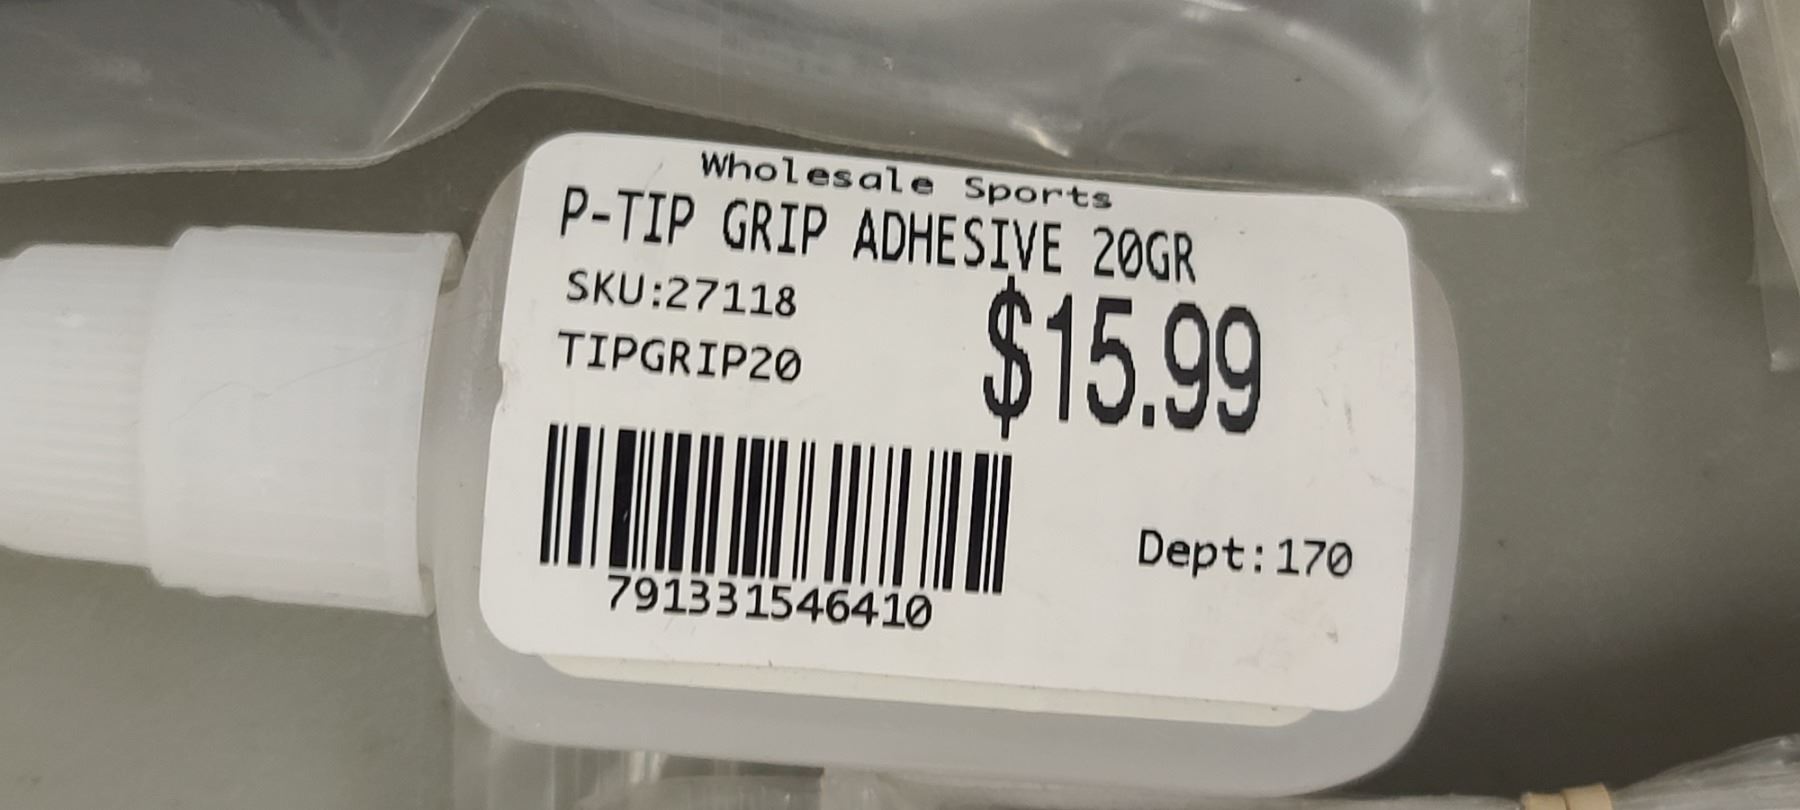 Wholesale Sports
P-TIP GRIP ADHESIVE 20GR
SKU:27118
$15.99
TIPGRIP20
791331546410
Dept:170